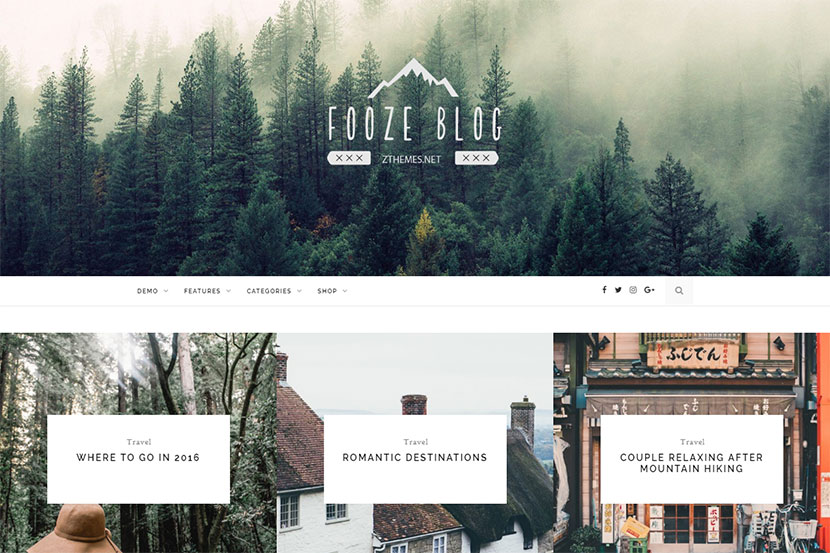 FOOZE BLOG
××× ZTHEMES.NET ×××
DEMO FEATURES CATEGORIES SHOP
Travel
WHERE TO GO IN 2016
Travel
ROMANTIC DESTINATIONS
ふじでん
Travel
COUPLE RELAXING AFTER
MOUNTAIN HIKING